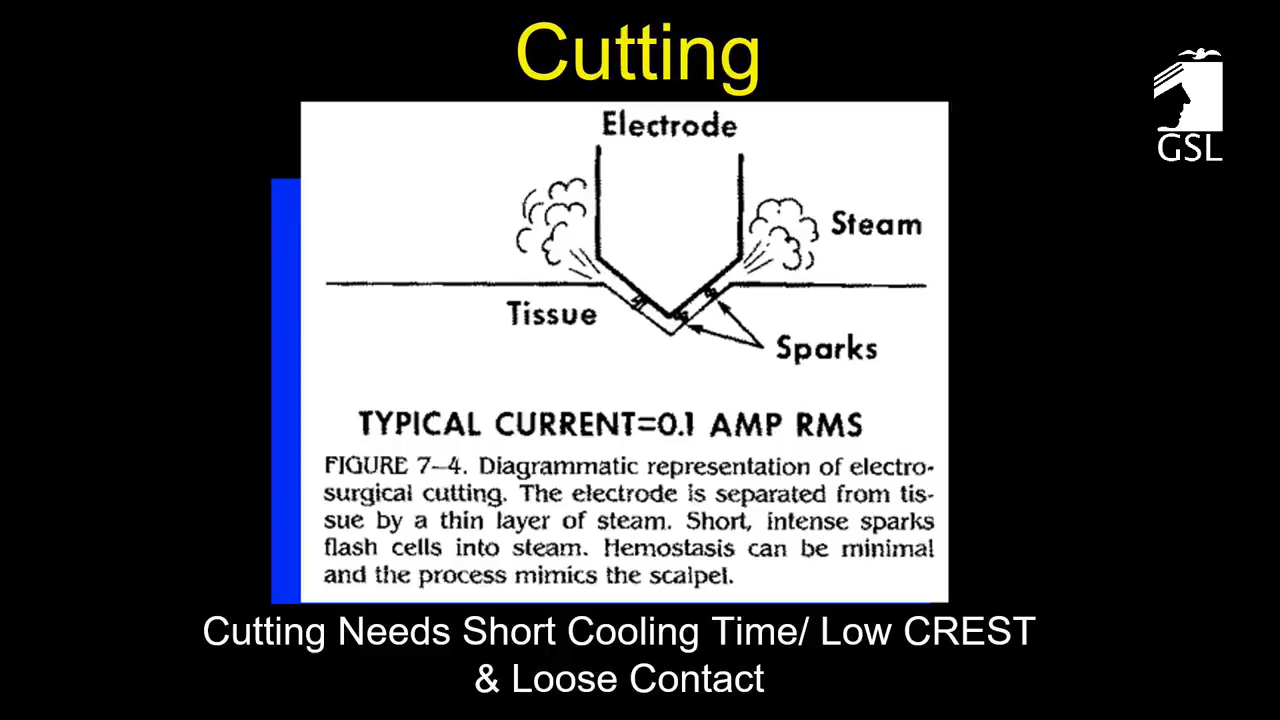 Cutting
GSL
Electrode
Steam
Tissue
Sparks
TYPICAL CURRENT=0.1 AMP RMS
FIGURE 7–4. Diagrammatic representation of electro-
surgical cutting. The electrode is separated from tis-
sue by a thin layer of steam. Short, intense sparks
flash cells into steam. Hemostasis can be minimal
and the process mimics the scalpel.
Cutting Needs Short Cooling Time/ Low CREST
& Loose Contact